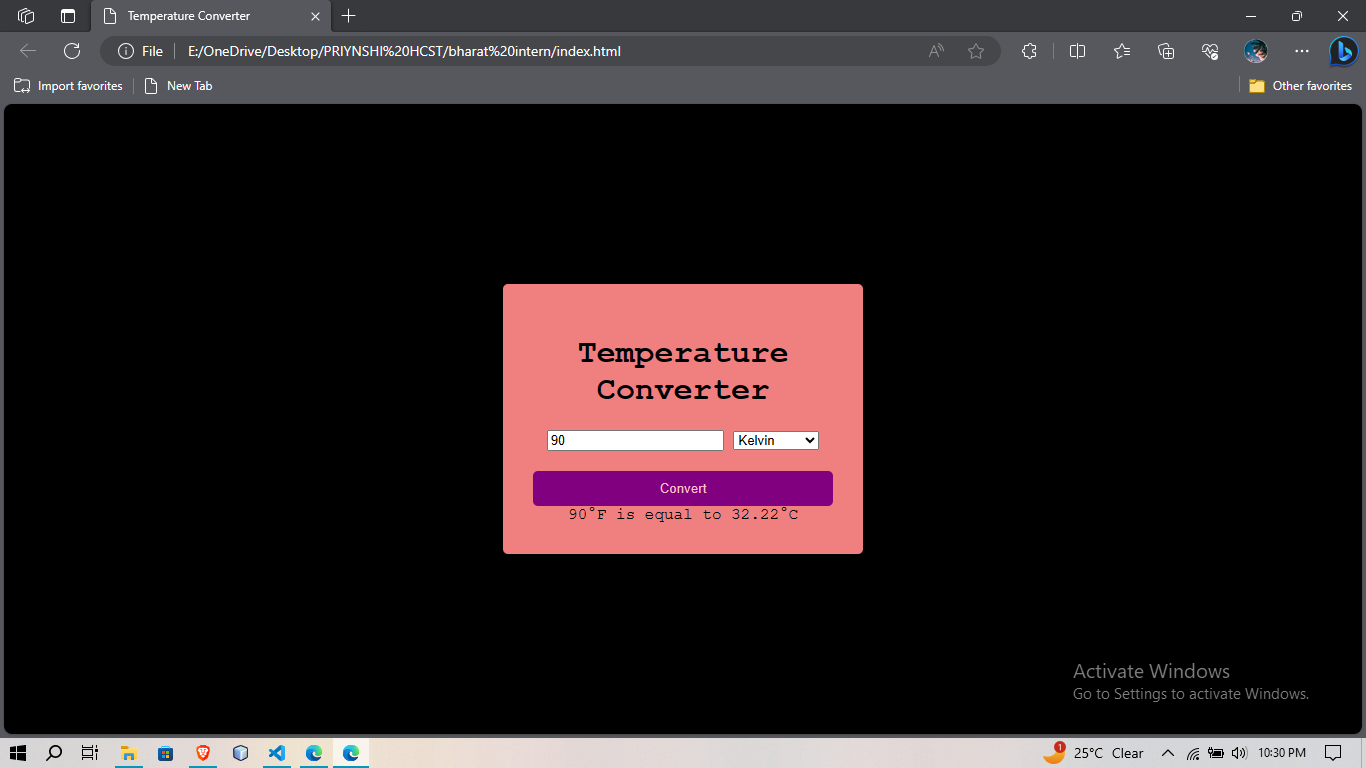 Temperature Converter
File
E:/OneDrive/Desktop/PRIYNSHI%20HCST/bharat%20intern/index.html
Import favorites
New Tab
Other favorites
Temperature
Converter
90
Kelvin
Convert
90°F is equal to 32.22°C
Activate Windows
Go to Settings to activate Windows.
1
25°C Clear
10:30 PM